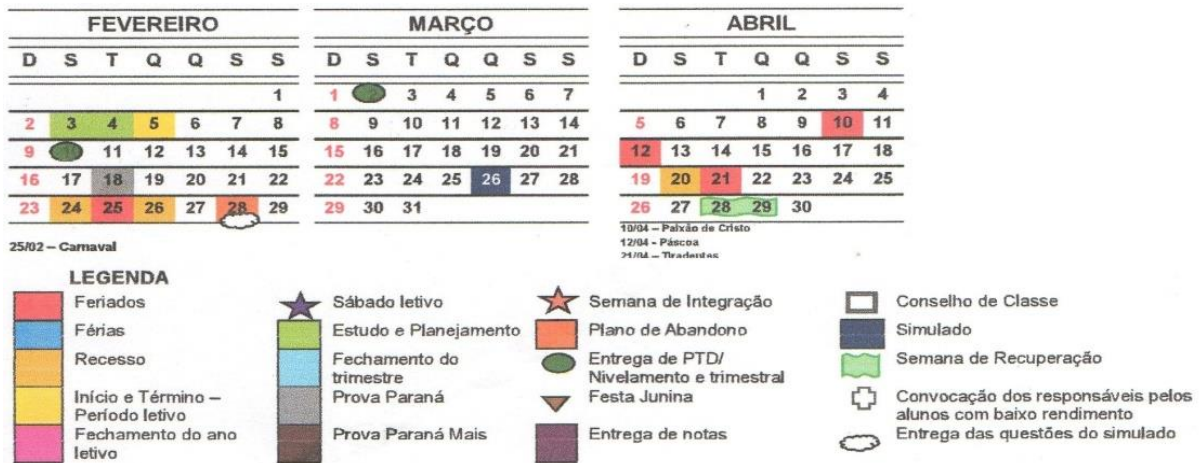 FEVEREIRO
D S T Q Q S S
1
2 3 4 5 6 7 8
9 11 12 13 14 15
16 17 18 19 20 21 22
23 24 25 26 27 28 29
25/02 – Carnaval
MARÇO
D S T Q Q S S
1 3 4 5 6 7
8 9 10 11 12 13 14
15 16 17 18 19 20 21
22 23 24 25 26 27 28
29 30 31
ABRIL
D S T Q Q S S
1 2 3 4
5 6 7 8 9 10 11
12 13 14 15 16 17 18
19 20 21 22 23 24 25
26 27 28 29 30
10/04 – Paixão de Cristo
12/04 - Páscoa
21/04 – Tiradentes
LEGENDA
Feriados
Férias
Recesso
Início e Término –
Período letivo
Fechamento do ano
letivo
Sábado letivo
Estudo e Planejamento
Fechamento do
trimestre
Prova Paraná
Prova Paraná Mais
Semana de Integração
Plano de Abandono
Entrega de PTD/
Nivelamento e trimestral
Festa Junina
Entrega de notas
Conselho de Classe
Simulado
Semana de Recuperação
Convocação dos responsáveis pelos
alunos com baixo rendimento
Entrega das questões do simulado